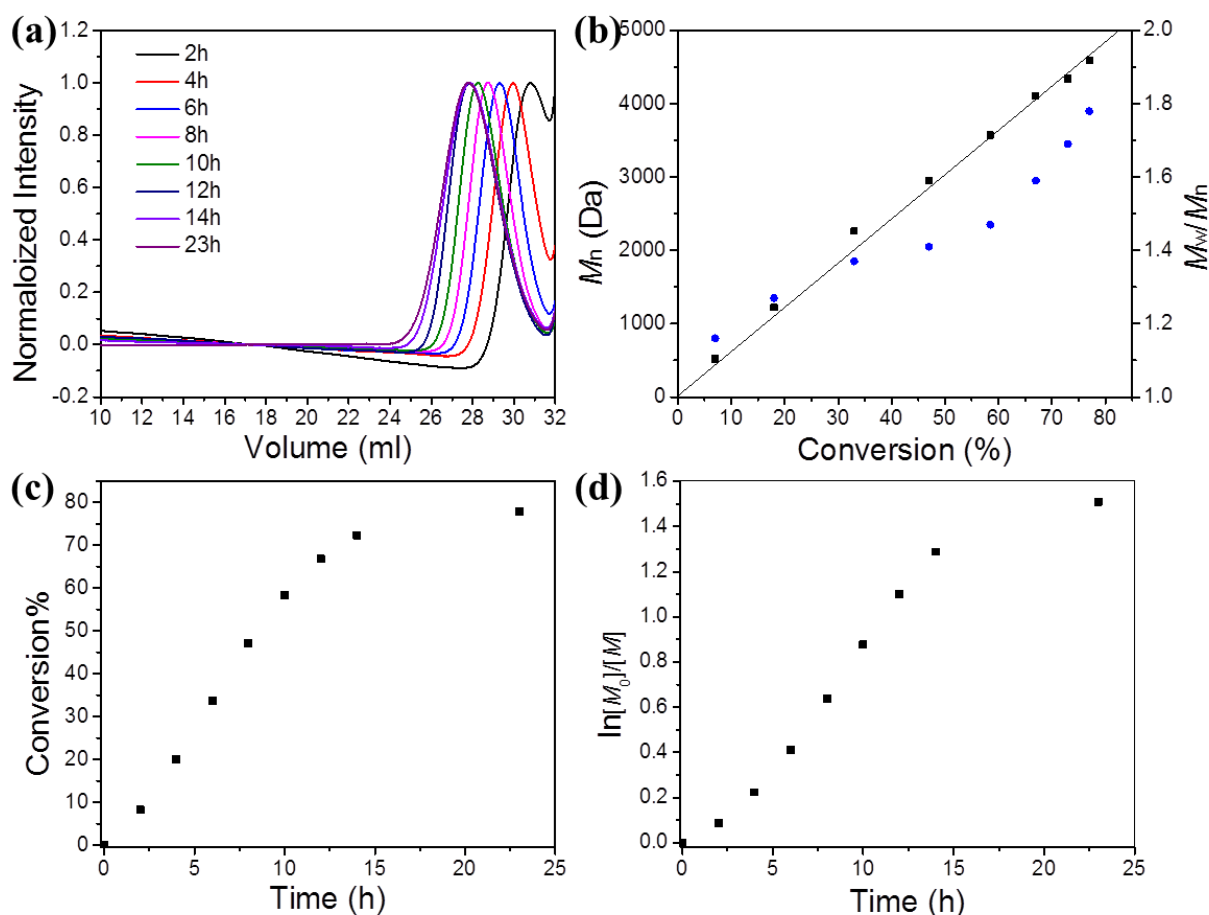 (a)
Normaloized Intensity
1.2
1.0
0.8
0.6
0.4
0.2
0.0
-0.2
2h
4h
6h
8h
10h
12h
14h
23h
10 12 14 16 18 20 22 24 26 28 30 32
Volume (ml)
(b)
Mn (Da)
5000
4000
3000
2000
1000
0
2.0
1.8
1.6
1.4
1.2
1.0
Mw/Mn
0 10 20 30 40 50 60 70 80
Conversion (%)
(c)
Conversion%
80
70
60
50
40
30
20
10
0
0 5 10 15 20 25
Time (h)
(d)
ln[M0]/[M]
1.6
1.4
1.2
1.0
0.8
0.6
0.4
0.2
0.0
0 5 10 15 20 25
Time (h)